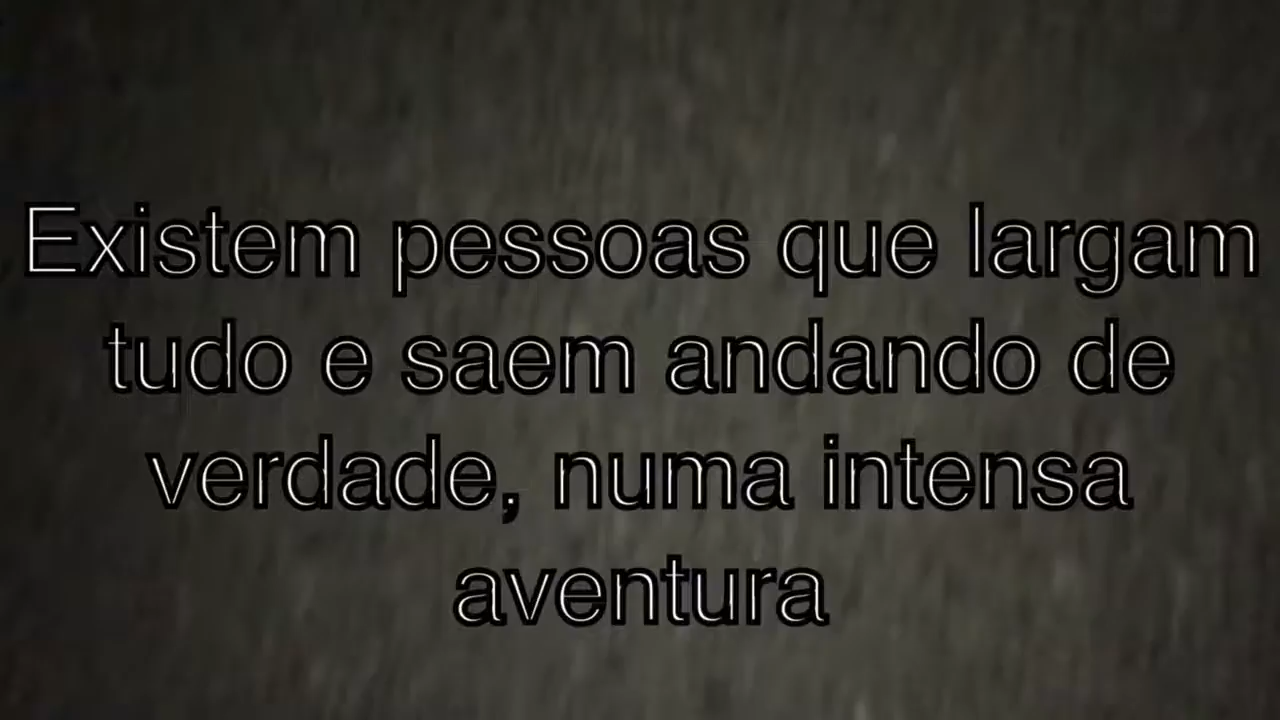 Existem pessoas que largam
tudo e saem andando de
verdade, numa intensa
aventura